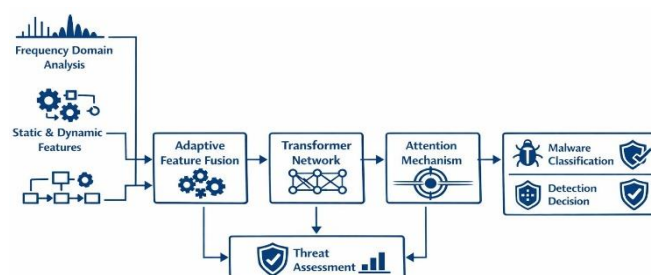 Frequency Domain
Analysis
Static & Dynamic
Features
Adaptive
Feature Fusion
Transformer
Network
Attention
Mechanism
Malware
Classification
Detection
Decision
Threat
Assessment